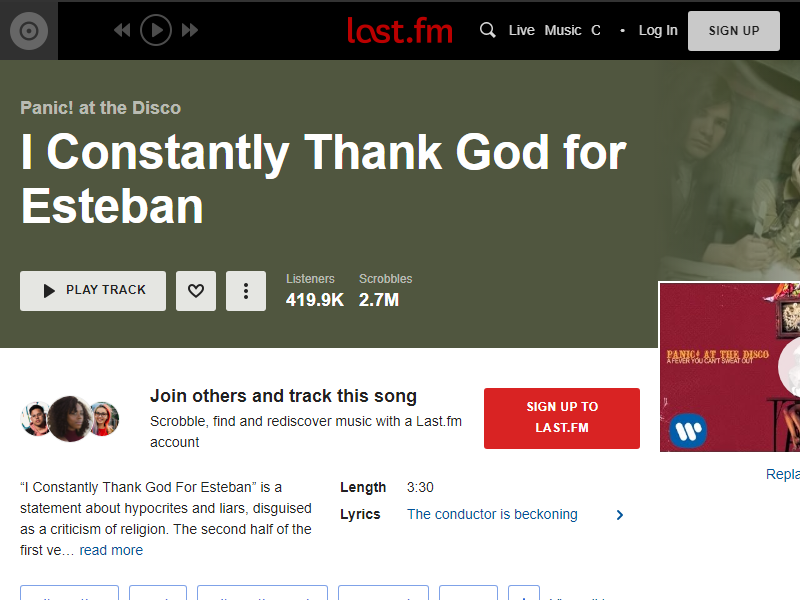 last.fm
Live Music C · Log In SIGN UP
Panic! at the Disco
I Constantly Thank God for
Esteban
PLAY TRACK
Listeners Scrobbles
419.9K 2.7M
PANIC! AT THE DISCO
A FEVER YOU CAN'T SWEAT OUT
Join others and track this song
Scrobble, find and rediscover music with a Last.fm
account
SIGN UP TO
LAST.FM
Repla
“I Constantly Thank God For Esteban” is a
statement about hypocrites and liars, disguised
as a criticism of religion. The second half of the
first ve… read more
Length 3:30
Lyrics The conductor is beckoning